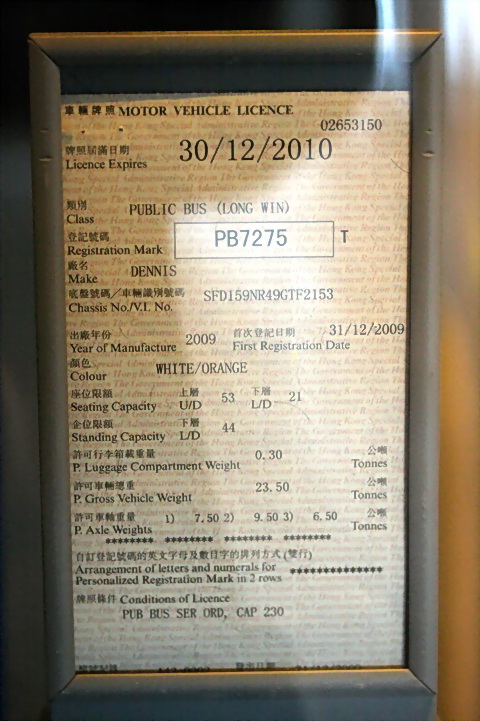 車輛牌照 MOTOR VEHICLE LICENCE
02653150
牌照屆滿日期
Licence Expires 30/12/2010
類別
Class PUBLIC BUS (LONG WIN)
登記號碼
Registration Mark PB7275 T
廠名
Make DENNIS
底盤號碼/車輛識別號碼 SFD159NR49GTF2153
Chassis No./V.I. No.
出廠年份 2009 首次登記日期 31/12/2009
Year of Manufacture First Registration Date
顏色
Colour WHITE/ORANGE
座位限額 上層 53 下層 21
Seating Capacity U/D L/D
企位限額 下層 44
Standing Capacity L/D
許可行李箱載重量 0.30 公噸
P. Luggage Compartment Weight Tonnes
許可車輛總重 23.50 公噸
P. Gross Vehicle Weight Tonnes
許可車軸重量 1) 7.50 2) 9.50 3) 6.50 公噸
P. Axle Weights Tonnes
******** ******** ******** ********
自訂登記號碼的英文字母及數目字的排列方式(雙行)
Arrangement of letters and numerals for **************
Personalized Registration Mark in 2 rows
牌照條件 Conditions of Licence
PUB BUS SER ORD, CAP 230